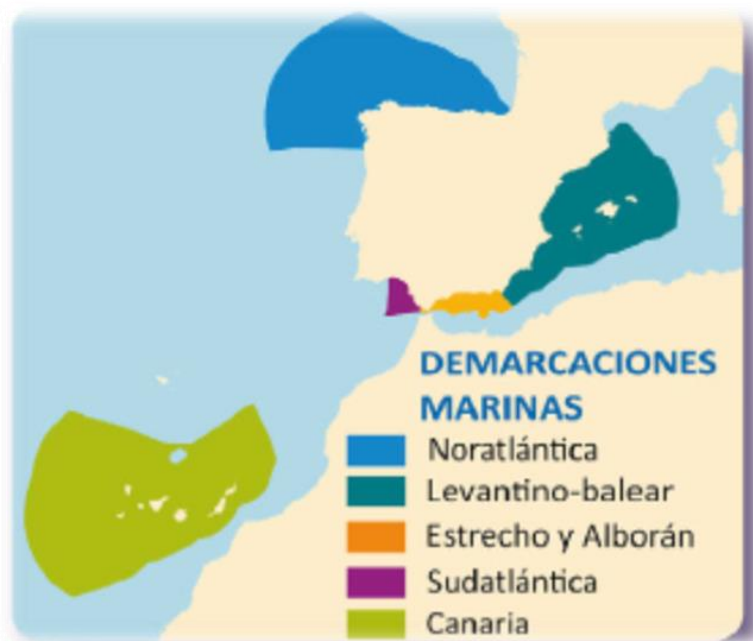 DEMARCACIONES
MARINAS
Noratlántica
Levantino-balear
Estrecho y Alborán
Sudatlántica
Canaria